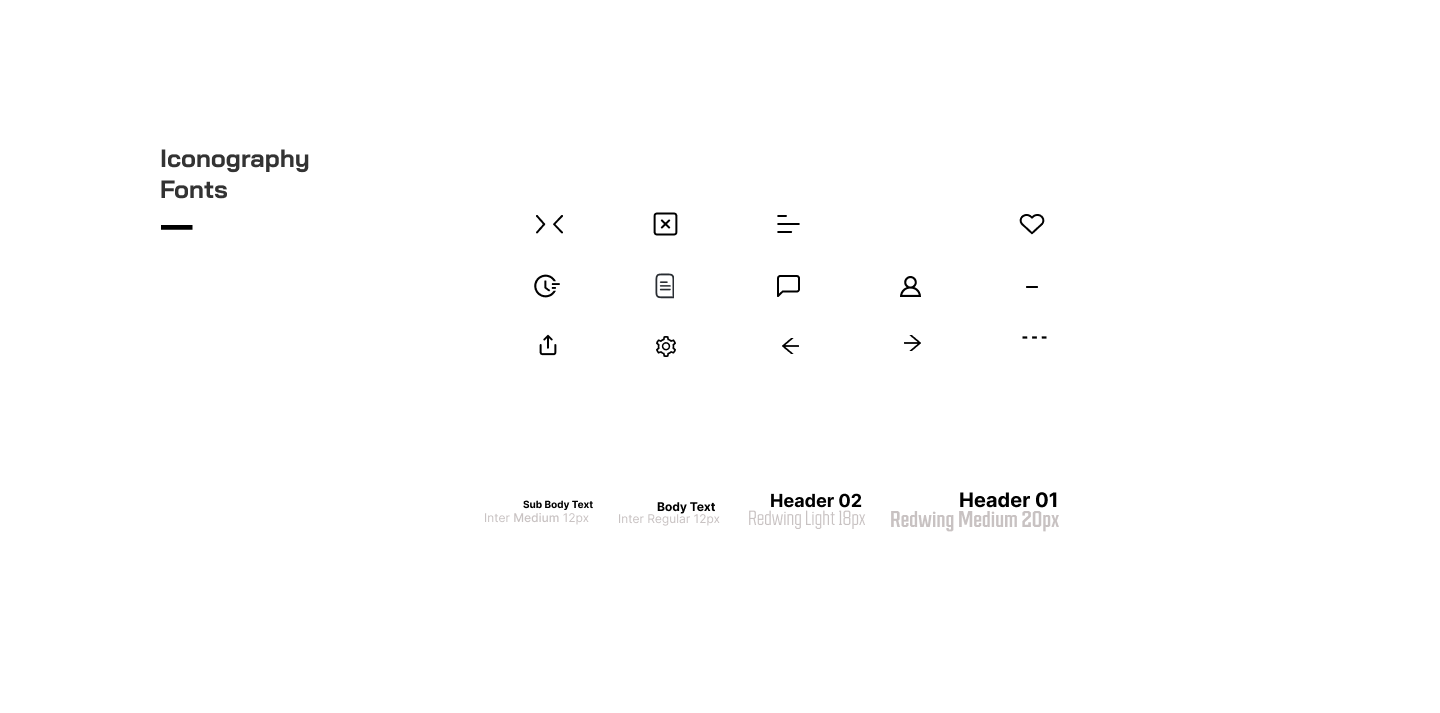 Iconography
Fonts
Sub Body Text
Inter Medium 12px
Body Text
Inter Regular 12px
Header 02
Redwing Light 18px
Header 01
Redwing Medium 20px